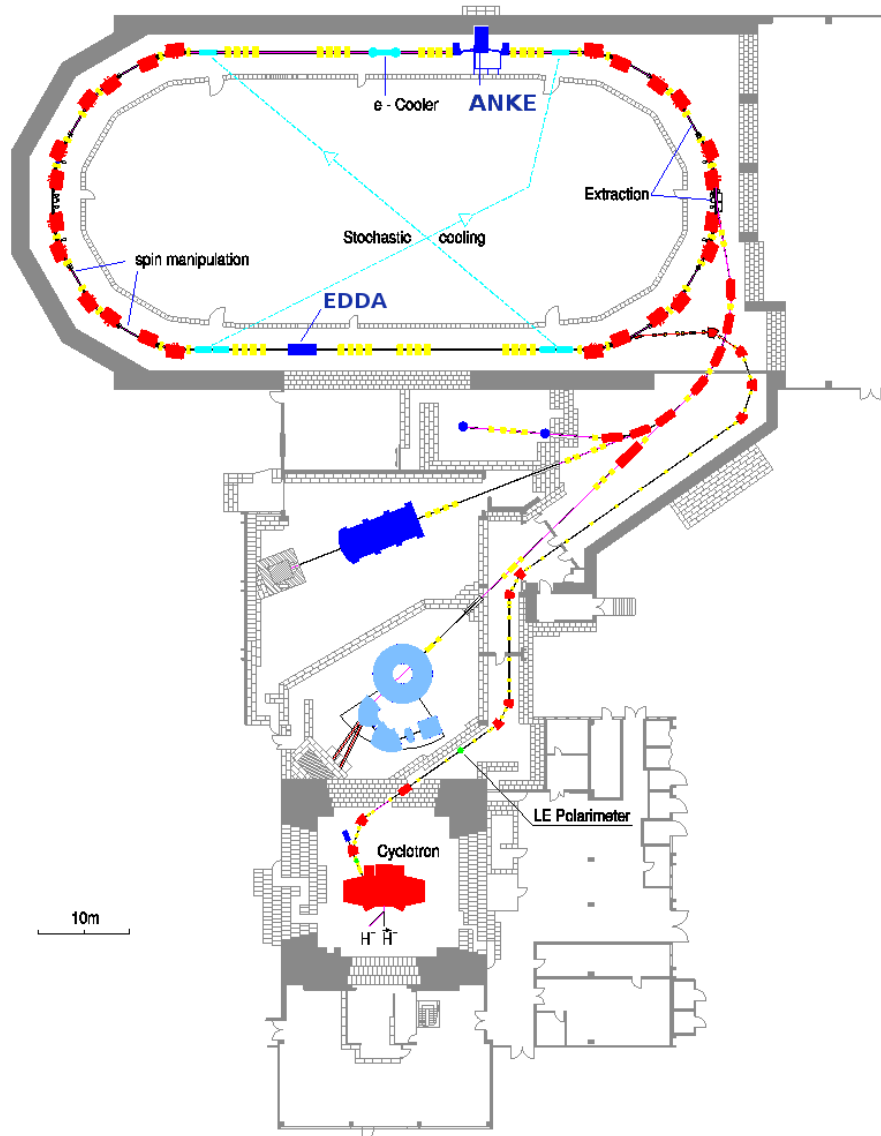 e - Cooler
ANKE
Extraction
Stochastic cooling
spin manipulation
EDDA
LE Polarimeter
Cyclotron
10m
H⁻ H⃗⁻